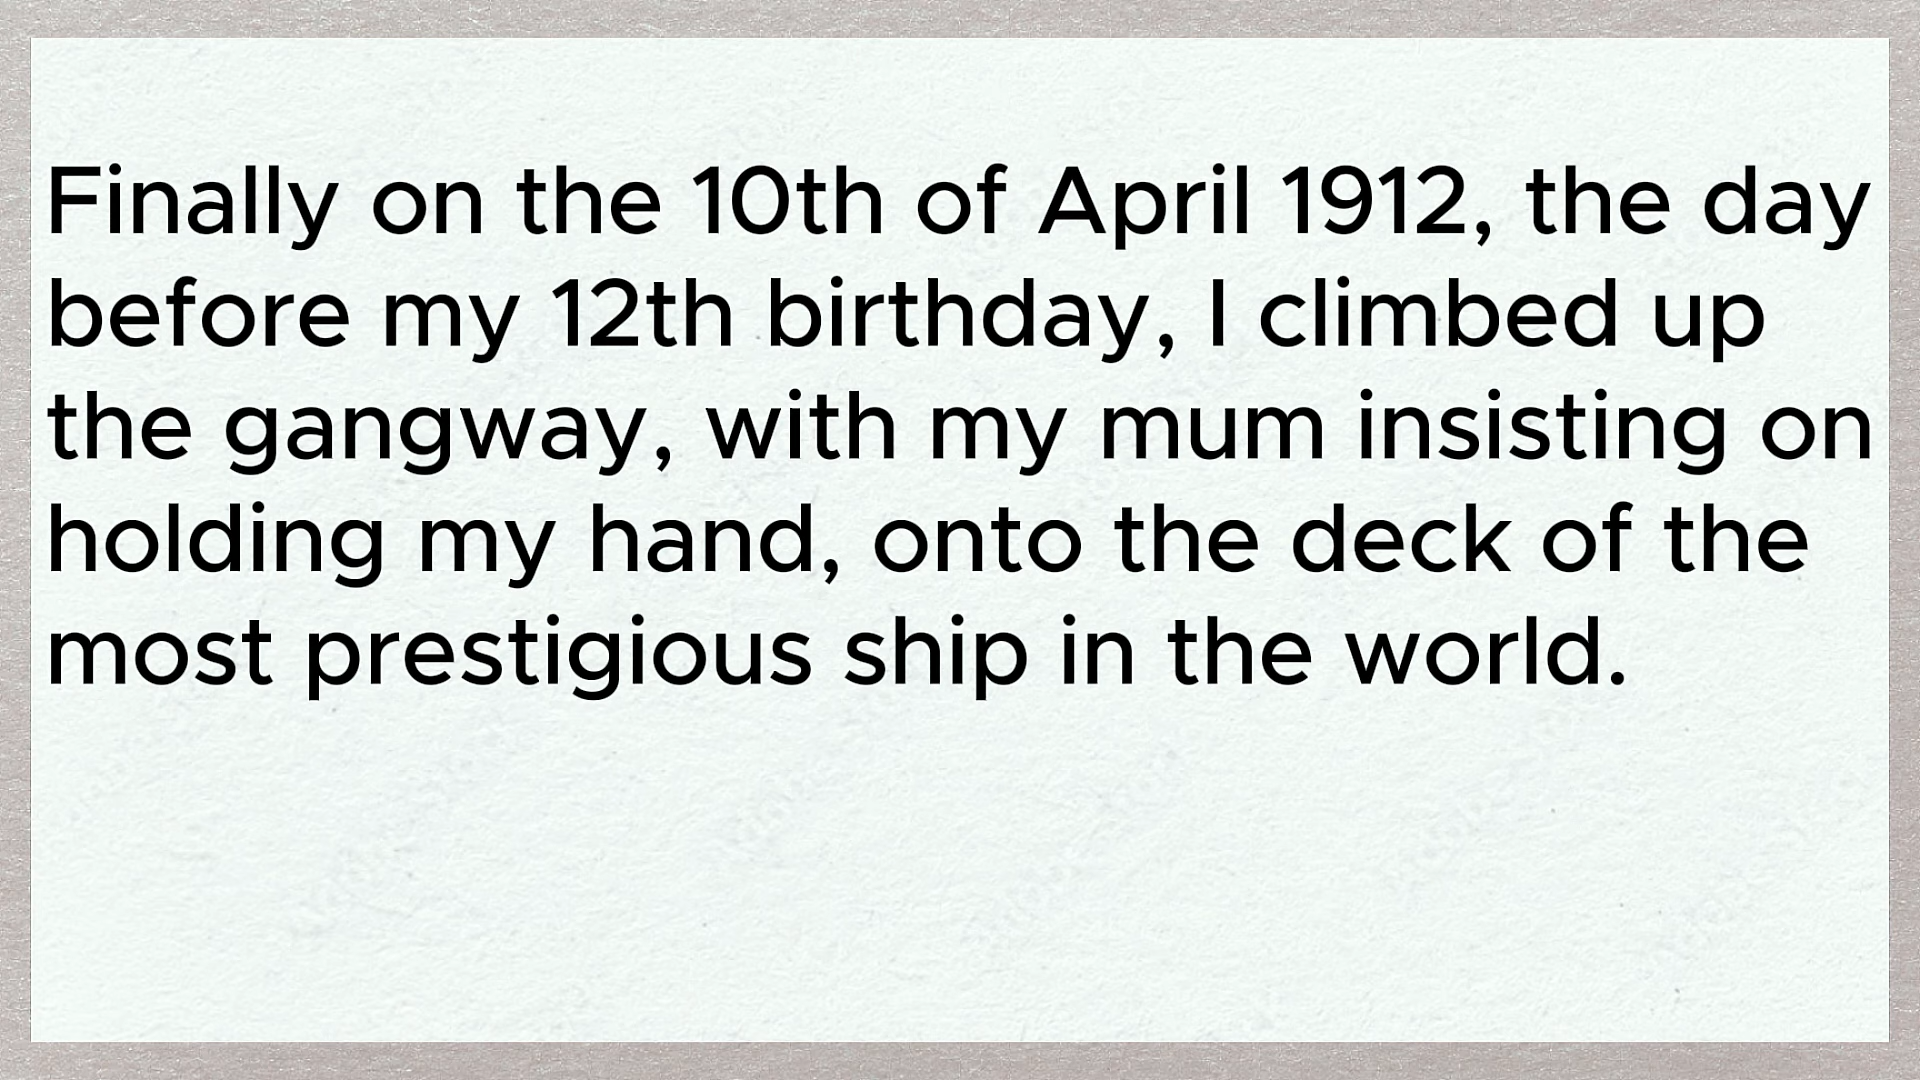 Finally on the 10th of April 1912, the day
before my 12th birthday, I climbed up
the gangway, with my mum insisting on
holding my hand, onto the deck of the
most prestigious ship in the world.